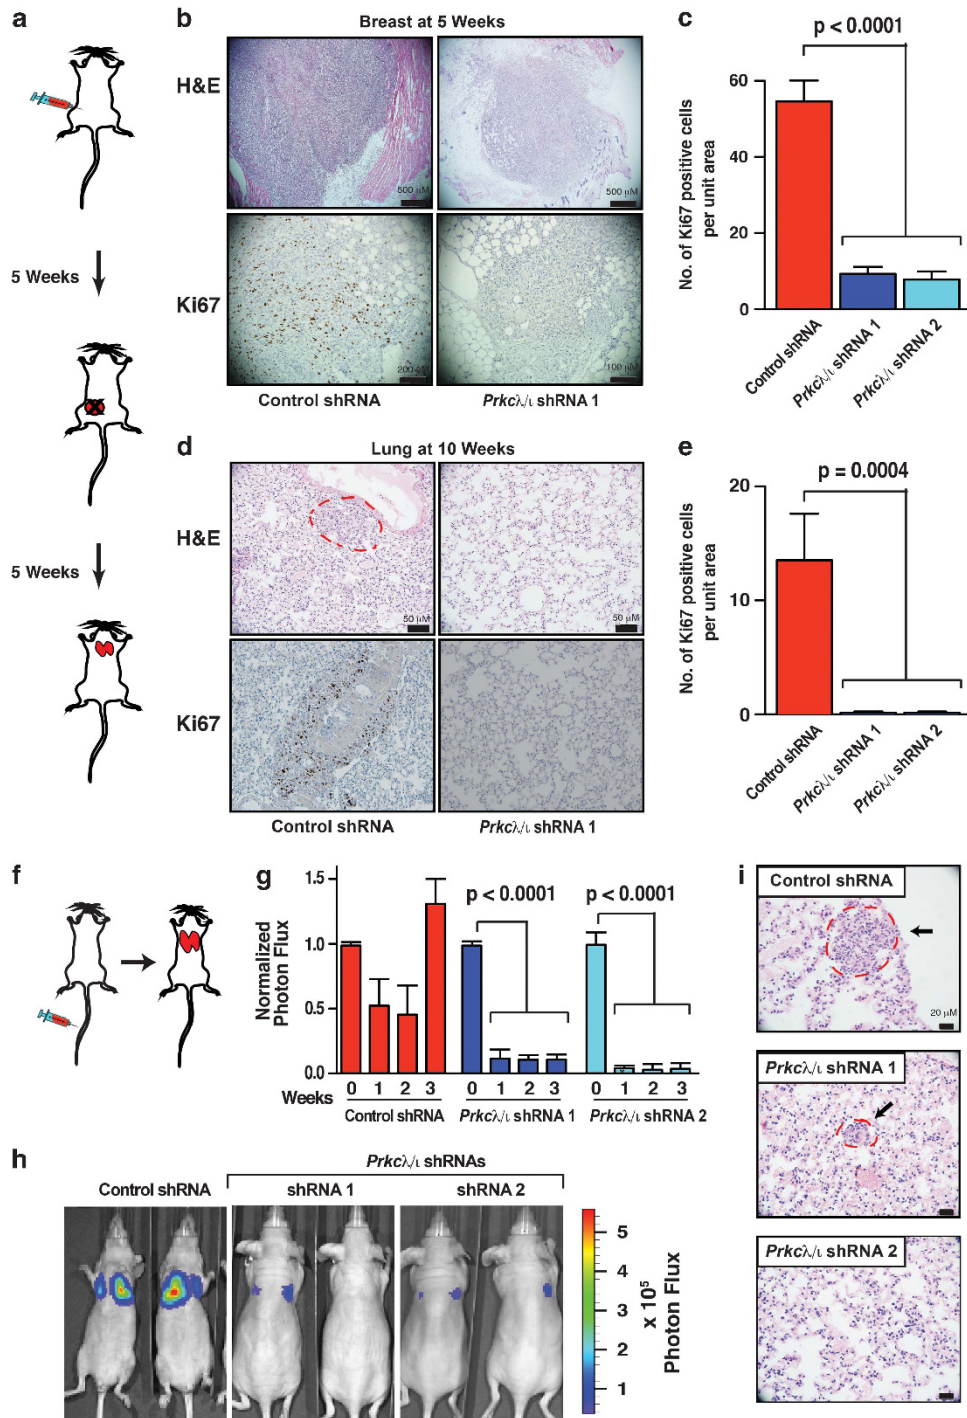 a
5 Weeks
5 Weeks
b
Breast at 5 Weeks
H&E
500 µM
500 µM
Ki67
200 µM
100 µM
Control shRNA
Prkcλ/ι shRNA 1
c
p < 0.0001
No. of Ki67 positive cells
per unit area
60
40
20
0
Control shRNA
Prkcλ/ι shRNA 1
Prkcλ/ι shRNA 2
d
Lung at 10 Weeks
H&E
50 µM
50 µM
Ki67
Control shRNA
Prkcλ/ι shRNA 1
e
p = 0.0004
No. of Ki67 positive cells
per unit area
20
10
0
Control shRNA
Prkcλ/ι shRNA 1
Prkcλ/ι shRNA 2
f
g
Normalized
Photon Flux
1.5
1.0
0.5
0.0
p < 0.0001
p < 0.0001
0 1 2 3 0 1 2 3 0 1 2 3
Weeks
Control shRNA
Prkcλ/ι shRNA 1
Prkcλ/ι shRNA 2
h
Prkcλ/ι shRNAs
Control shRNA
shRNA 1
shRNA 2
5
4
3
2
1
x 10⁵
Photon Flux
i
Control shRNA
20 µM
Prkcλ/ι shRNA 1
Prkcλ/ι shRNA 2